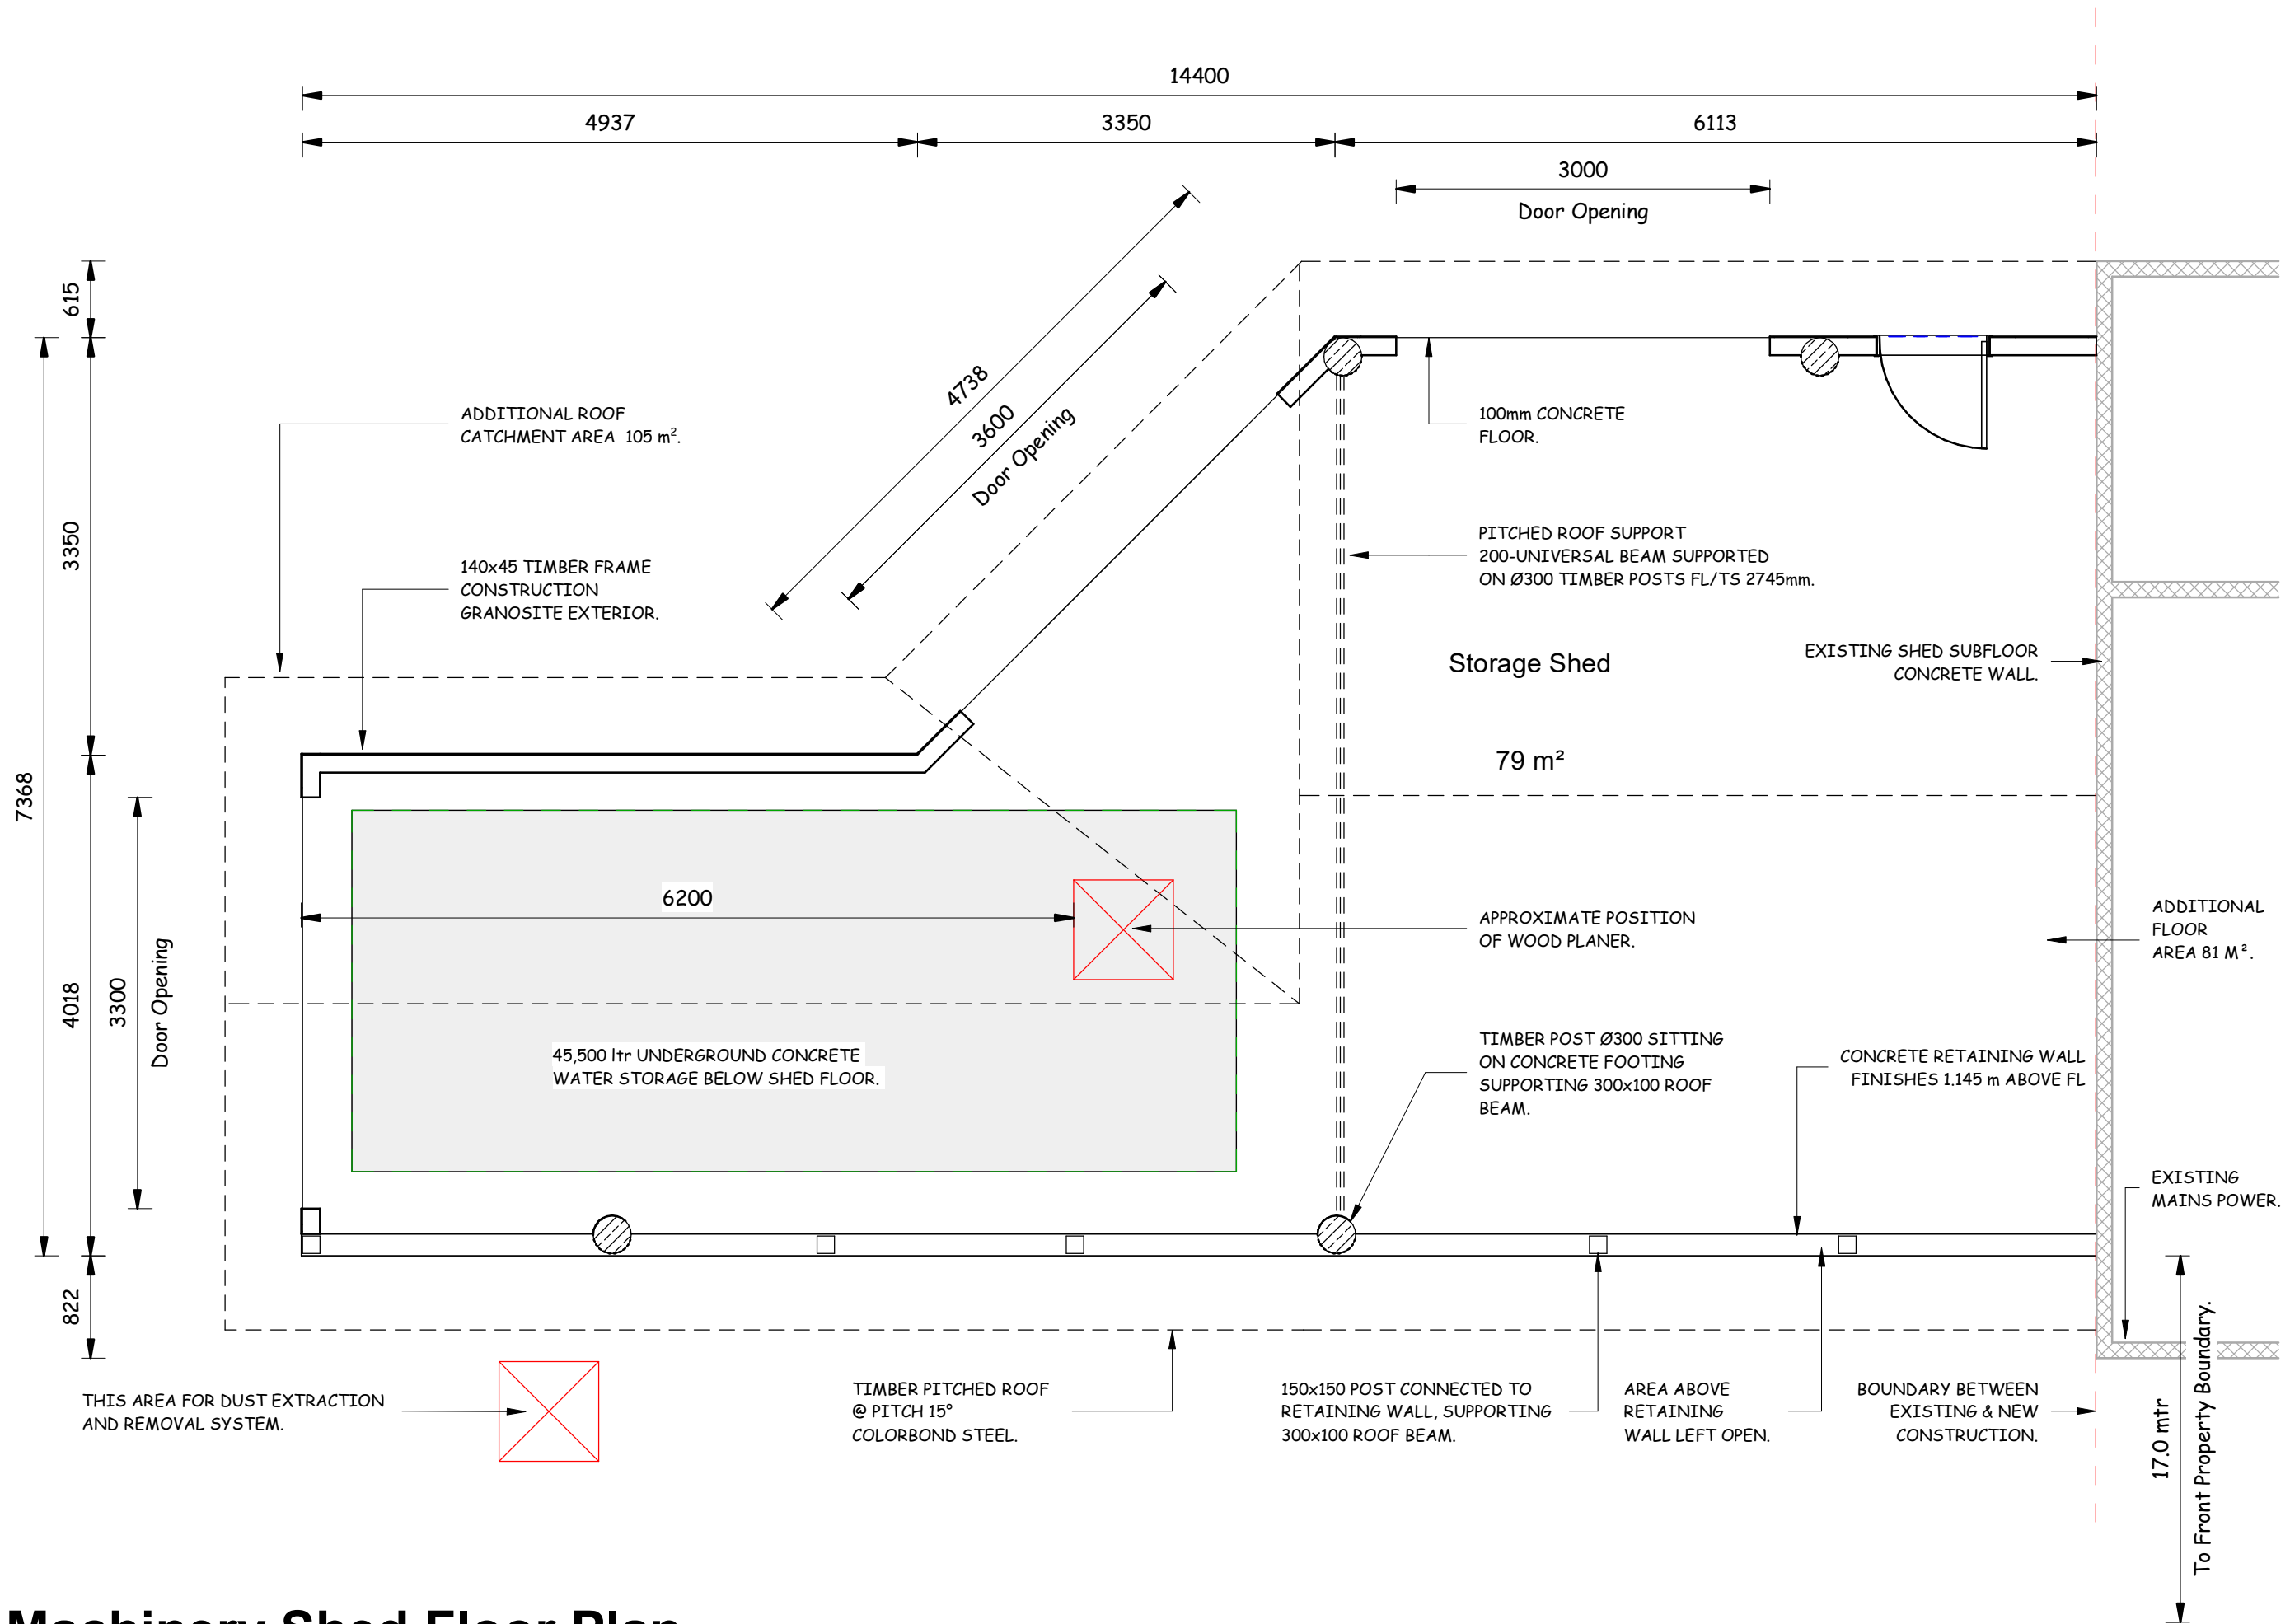 14400
4937
3350
6113
3000
Door Opening
615
3350
7368
4018
3300
Door Opening
822
4738
3600
Door Opening
ADDITIONAL ROOF
CATCHMENT AREA 105 m².
100mm CONCRETE
FLOOR.
140x45 TIMBER FRAME
CONSTRUCTION
GRANOSITE EXTERIOR.
PITCHED ROOF SUPPORT
200-UNIVERSAL BEAM SUPPORTED
ON Ø300 TIMBER POSTS FL/TS 2745mm.
Storage Shed
79 m²
EXISTING SHED SUBFLOOR
CONCRETE WALL.
6200
APPROXIMATE POSITION
OF WOOD PLANER.
ADDITIONAL
FLOOR
AREA 81 M².
45,500 ltr UNDERGROUND CONCRETE
WATER STORAGE BELOW SHED FLOOR.
TIMBER POST Ø300 SITTING
ON CONCRETE FOOTING
SUPPORTING 300x100 ROOF
BEAM.
CONCRETE RETAINING WALL
FINISHES 1.145 m ABOVE FL
EXISTING
MAINS POWER.
THIS AREA FOR DUST EXTRACTION
AND REMOVAL SYSTEM.
TIMBER PITCHED ROOF
@ PITCH 15°
COLORBOND STEEL.
150x150 POST CONNECTED TO
RETAINING WALL, SUPPORTING
300x100 ROOF BEAM.
AREA ABOVE
RETAINING
WALL LEFT OPEN.
BOUNDARY BETWEEN
EXISTING & NEW
CONSTRUCTION.
17.0 mtr
To Front Property Boundary.
Machinery Shed Floor Plan